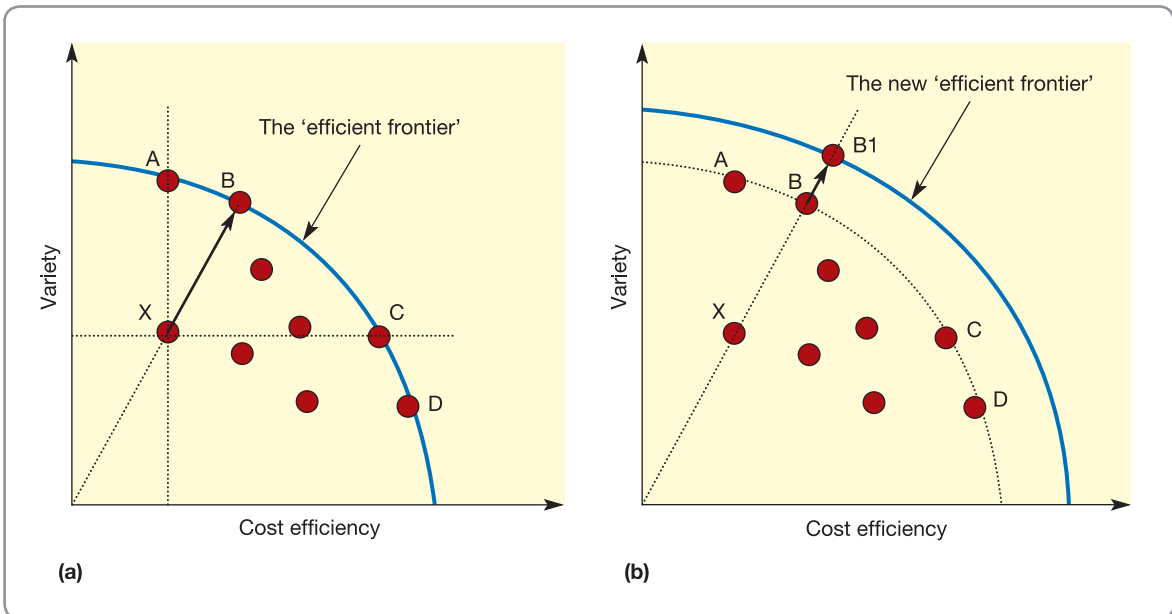 The ‘efficient frontier’
A
B
X
C
D
Variety
Cost efficiency
(a)
The new ‘efficient frontier’
B1
A
B
X
C
D
Variety
Cost efficiency
(b)